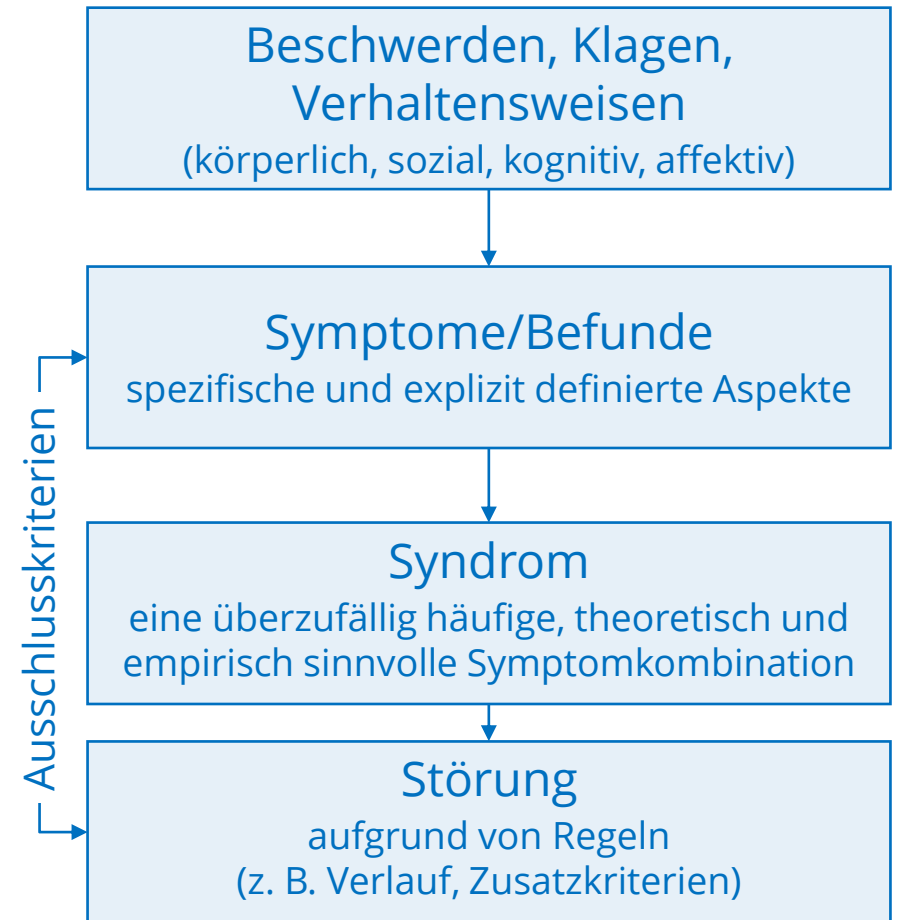 Beschwerden, Klagen,
Verhaltensweisen
(körperlich, sozial, kognitiv, affektiv)
Symptome/Befunde
spezifische und explizit definierte Aspekte
Ausschlusskriterien
Syndrom
eine überzufällig häufige, theoretisch und
empirisch sinnvolle Symptomkombination
Störung
aufgrund von Regeln
(z. B. Verlauf, Zusatzkriterien)